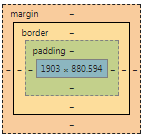 margin –
border –
padding –
– – – 1903 × 880.594 – – –
–
–
–